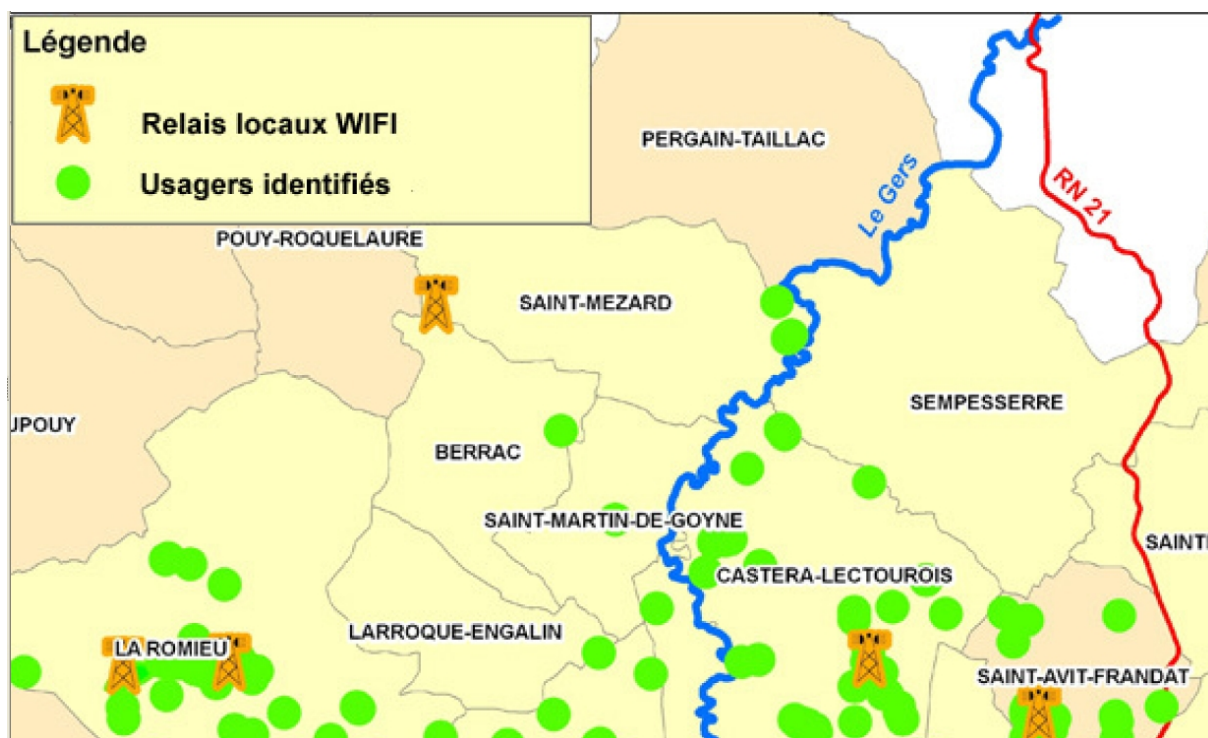 Légende
Relais locaux WIFI
Usagers identifiés
PERGAIN-TAILLAC
Le Gers
RN 21
POUY-ROQUELAURE
SAINT-MEZARD
SEMPESSERRE
UPOUY
BERRAC
SAINT-MARTIN-DE-GOYNE
SAINT
CASTERA-LECTOUROIS
LARROQUE-ENGALIN
LA ROMIEU
SAINT-AVIT-FRANDAT